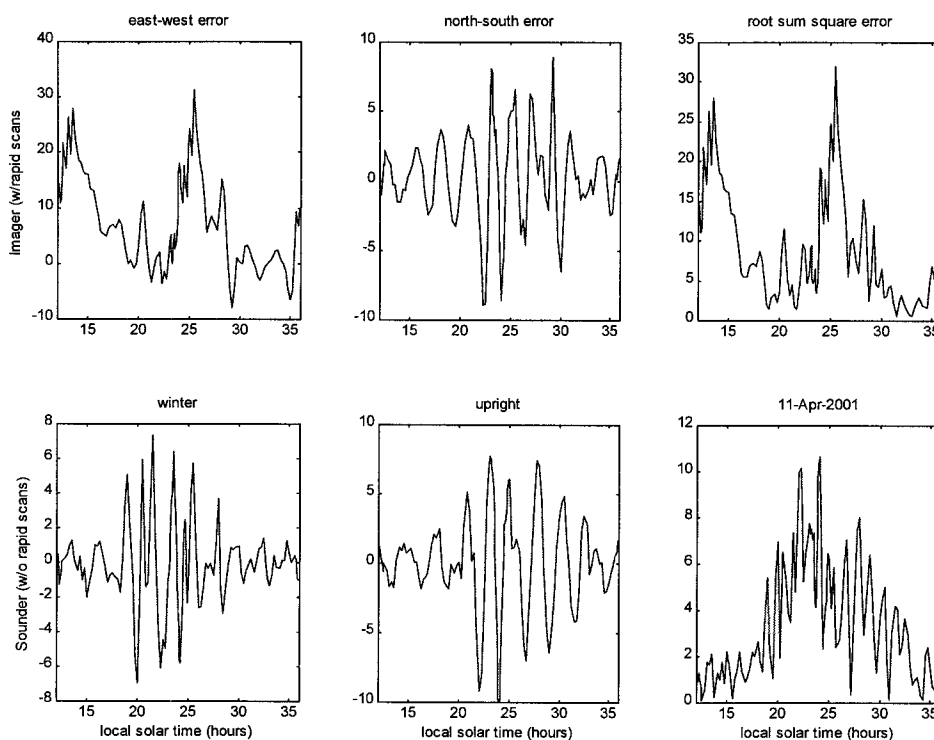 east-west error
north-south error
root sum square error
Imager (w/rapid scans)
40
30
20
10
0
-10
15 20 25 30 35
10
5
0
-5
-10
15 20 25 30 35
35
30
25
20
15
10
5
0
15 20 25 30 35
winter
upright
11-Apr-2001
Sounder (w/o rapid scans)
8
6
4
2
0
-2
-4
-6
-8
15 20 25 30 35
local solar time (hours)
10
5
0
-5
-10
15 20 25 30 35
local solar time (hours)
12
10
8
6
4
2
0
15 20 25 30 35
local solar time (hours)